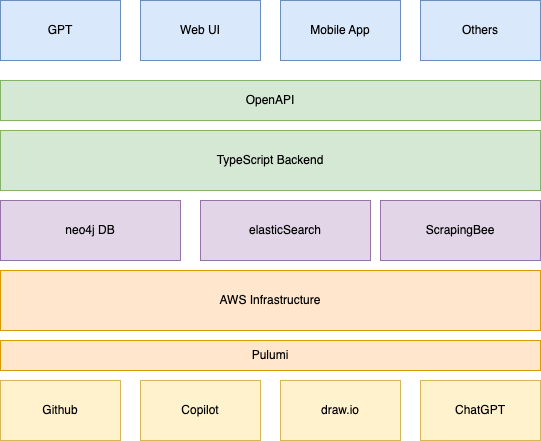 GPT
Web UI
Mobile App
Others
OpenAPI
TypeScript Backend
neo4j DB
elasticSearch
ScrapingBee
AWS Infrastructure
Pulumi
Github
Copilot
draw.io
ChatGPT